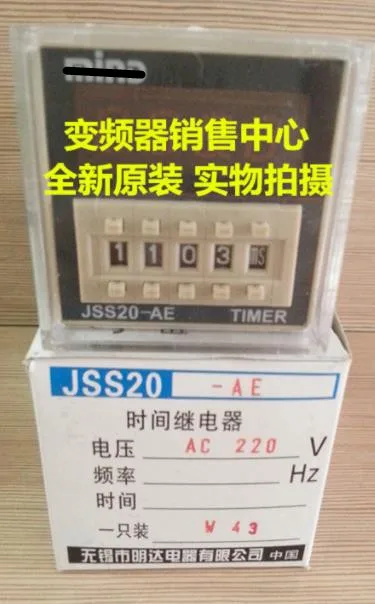 mind
变频器销售中心
全新原装 实物拍摄
1 1 0 3 ms
JSS20-AE TIMER
JSS20 -AE
时间继电器
电压 AC 220 V
频率 Hz
时间
一只装 W 43
无锡市明达电器有限公司 中国